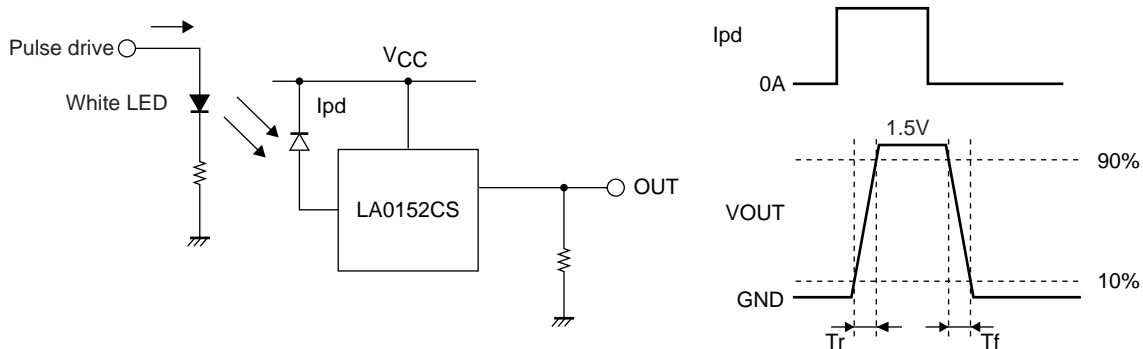 Pulse drive
White LED
VCC
Ipd
LA0152CS
OUT
Ipd
0A
1.5V
90%
VOUT
10%
GND
Tr
Tf